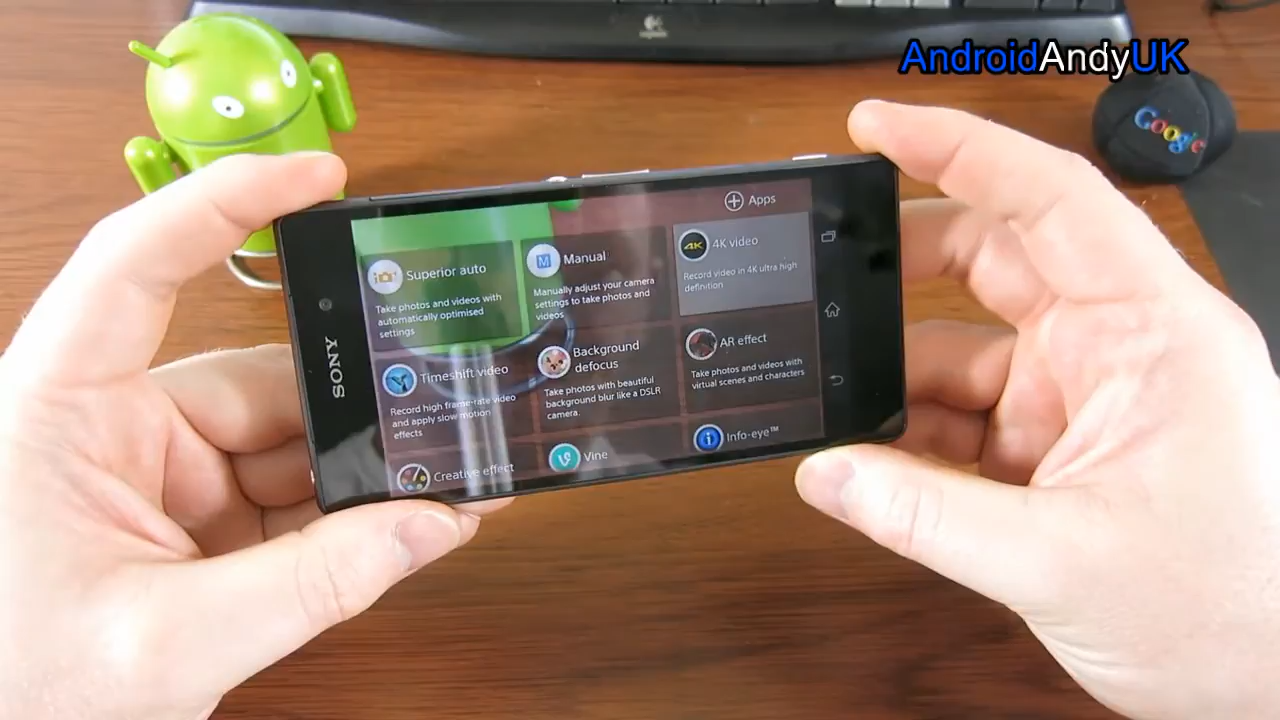 AndroidAndyUK
Google
SONY
Apps
Superior auto
Take photos and videos with
automatically optimised
settings
M
Manual
Manually adjust your camera
settings to take photos and
videos
4K
4K video
Record video in 4K ultra high
definition
Timeshift video
Record high frame-rate video
and apply slow motion
effects
Background
defocus
Take photos with beautiful
background blur like a DSLR
camera.
AR effect
Take photos and videos with
virtual scenes and characters
Creative effect
Vine
Info-eye™